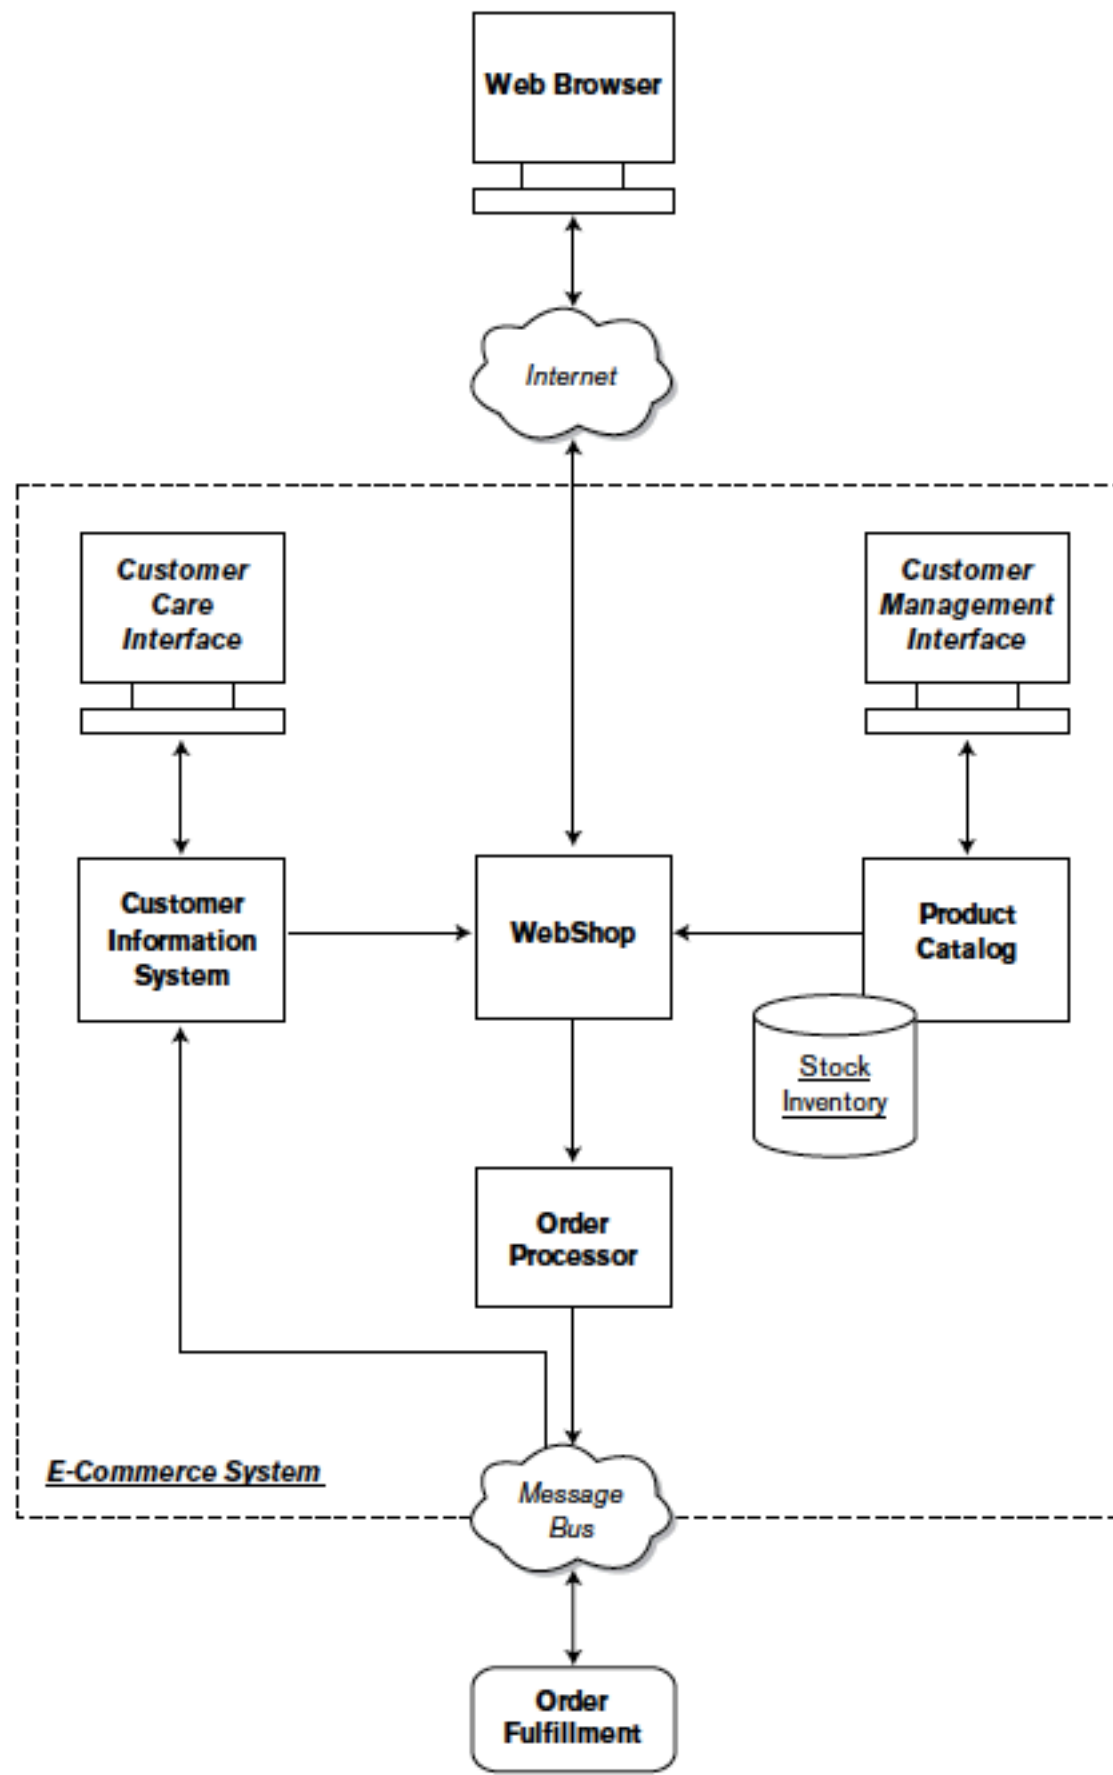 Web Browser
Internet
Customer
Care
Interface
Customer
Management
Interface
Customer
Information
System
WebShop
Product
Catalog
Stock
Inventory
Order
Processor
E-Commerce System
Message
Bus
Order
Fulfillment